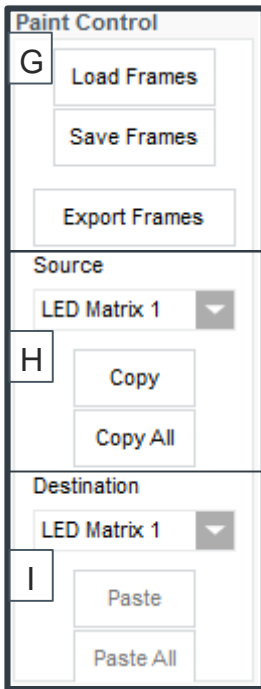 Paint Control
G
Load Frames
Save Frames
Export Frames
Source
LED Matrix 1
H
Copy
Copy All
Destination
LED Matrix 1
I
Paste
Paste All